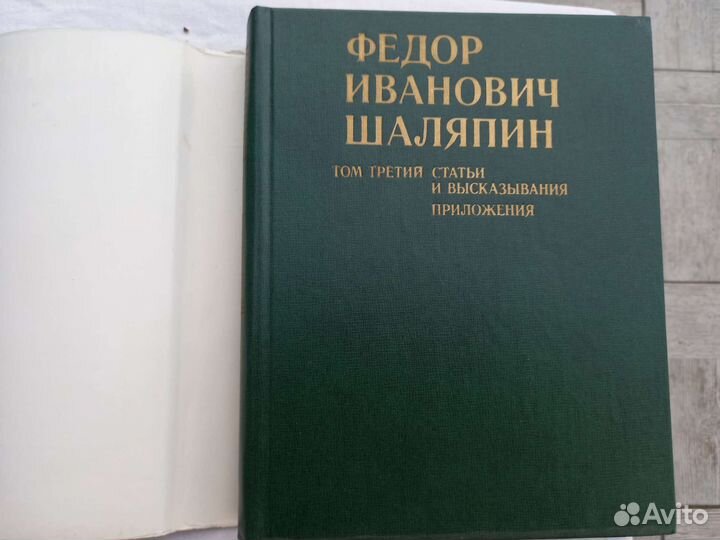 ФЕДОР
ИВАНОВИЧ
ШАЛЯПИН
ТОМ ТРЕТИЙ СТАТЬИ
И ВЫСКАЗЫВАНИЯ
ПРИЛОЖЕНИЯ
Avito